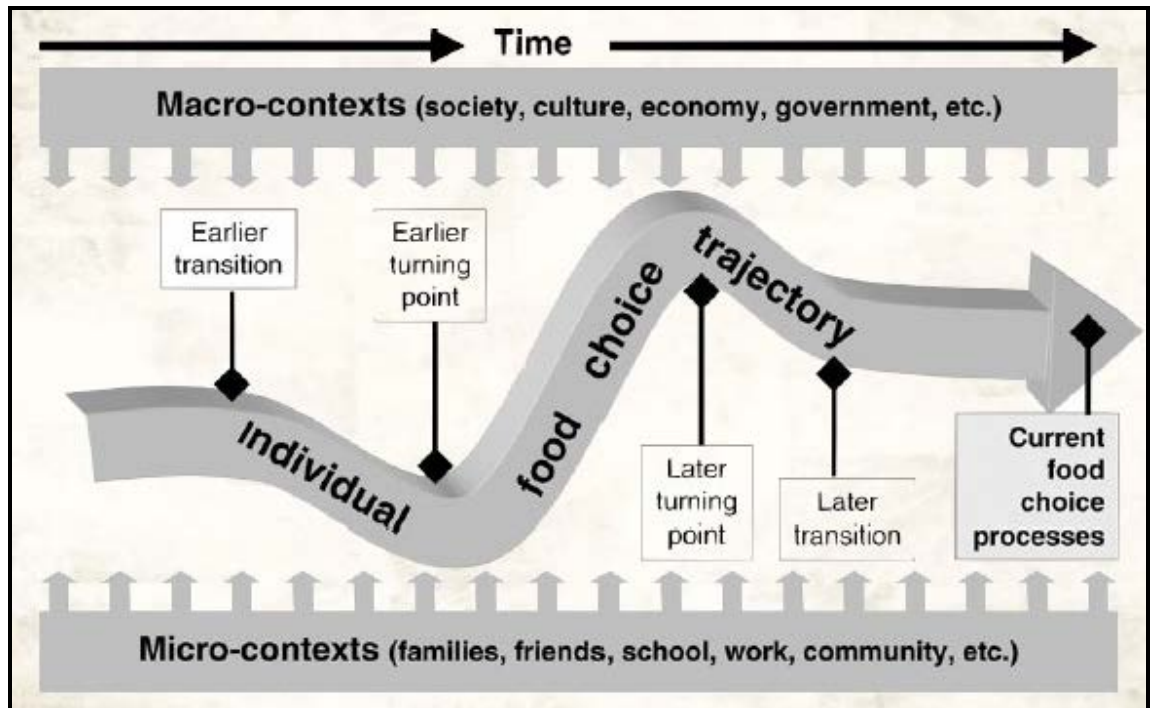 Time
Macro-contexts (society, culture, economy, government, etc.)
Earlier
transition
Earlier
turning
point
Individual food choice trajectory
Later
turning
point
Later
transition
Current
food
choice
processes
Micro-contexts (families, friends, school, work, community, etc.)